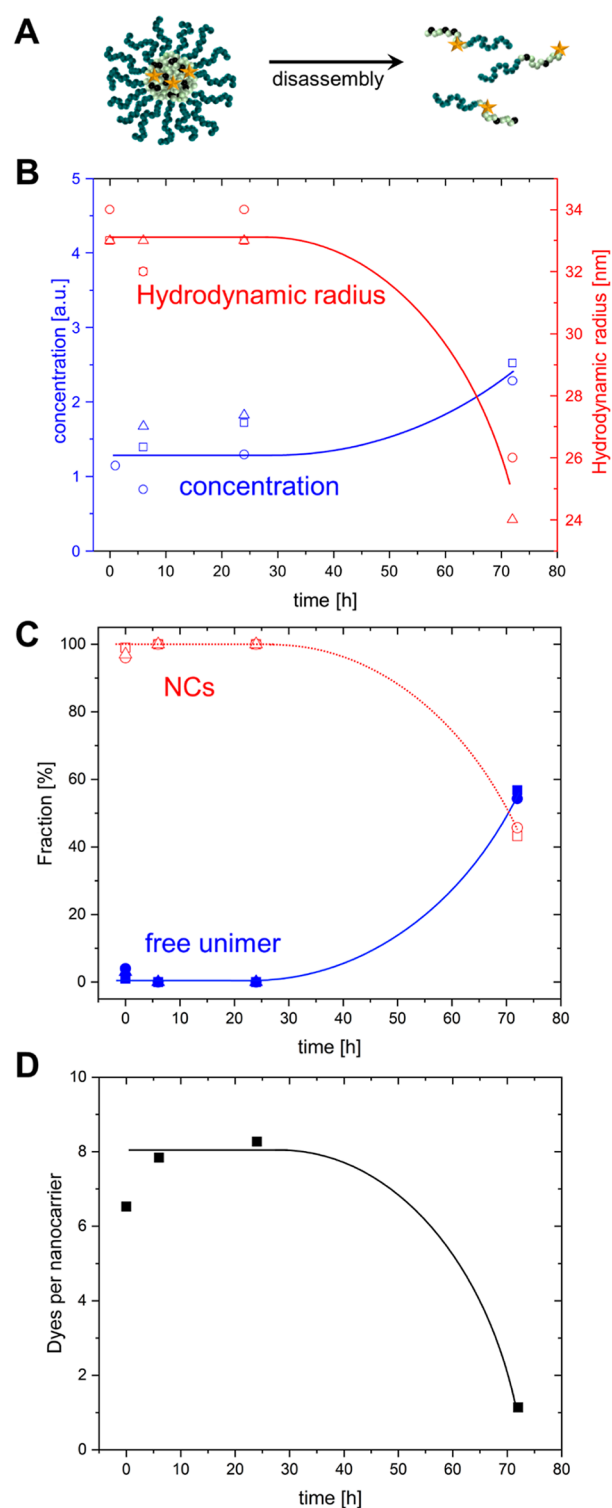 A
disassembly
B
5
4
3
2
1
0
concentration [a.u.]
34
32
30
28
26
24
Hydrodynamic radius [nm]
Hydrodynamic radius
concentration
0 10 20 30 40 50 60 70 80
time [h]
C
100
80
60
40
20
0
Fraction [%]
NCs
free unimer
0 10 20 30 40 50 60 70 80
time [h]
D
10
8
6
4
2
0
Dyes per nanocarrier
0 10 20 30 40 50 60 70 80
time [h]